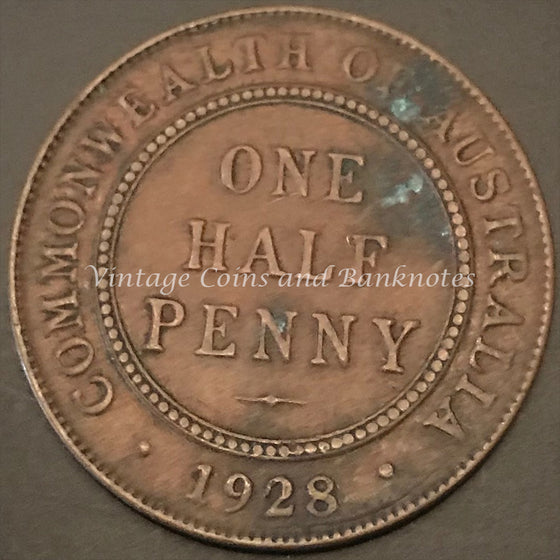 COMMONWEALTH OF AUSTRALIA
ONE
HALF
PENNY
1928
Vintage Coins and Banknotes